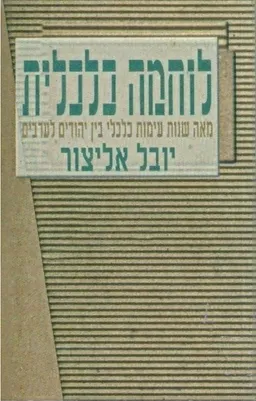 לוחמה כלכלית
מאה שנות עימות כלכלי בין יהודים לערבים
יובל אליצור